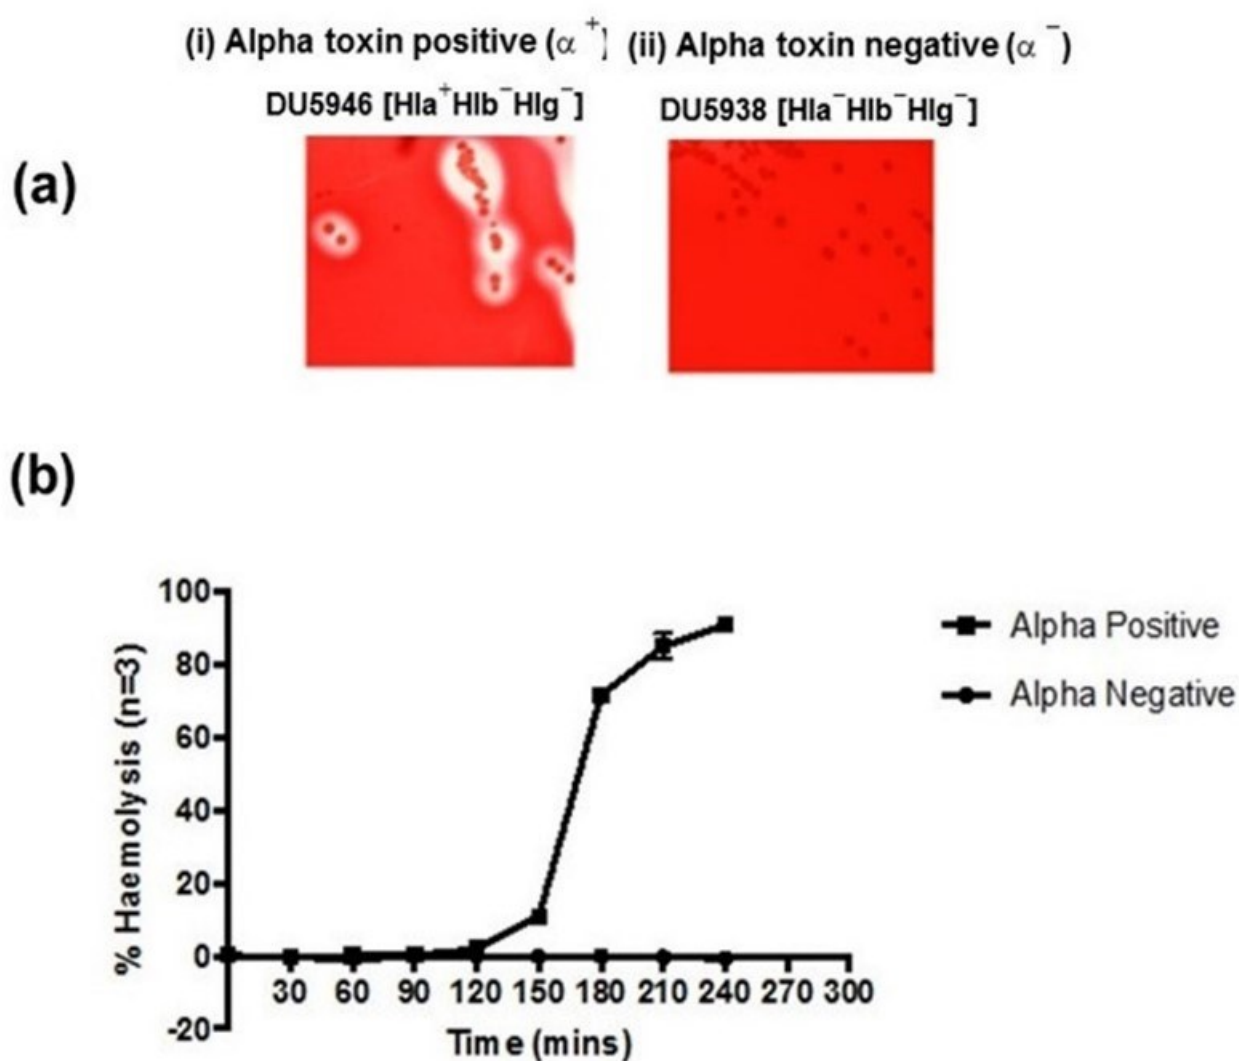 (i) Alpha toxin positive (α⁺) (ii) Alpha toxin negative (α⁻)
DU5946 [Hla⁺Hlb⁻Hlg⁻] DU5938 [Hla⁻Hlb⁻Hlg⁻]
(a)
(b)
100
80
60
40
20
0
-20
% Haemolysis (n=3)
30 60 90 120 150 180 210 240 270 300
Time (mins)
Alpha Positive
Alpha Negative